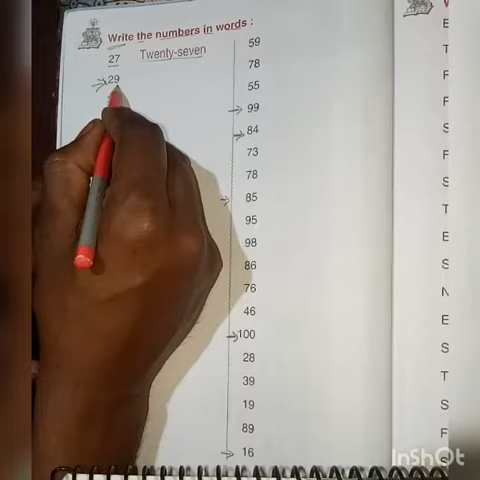 Write the numbers in words :
27 Twenty-seven
29
59
78
55
99
84
73
78
85
95
98
86
76
46
100
28
39
19
89
16
E
T
F
F
S
F
S
T
E
S
N
E
S
T
S
F
InShOt